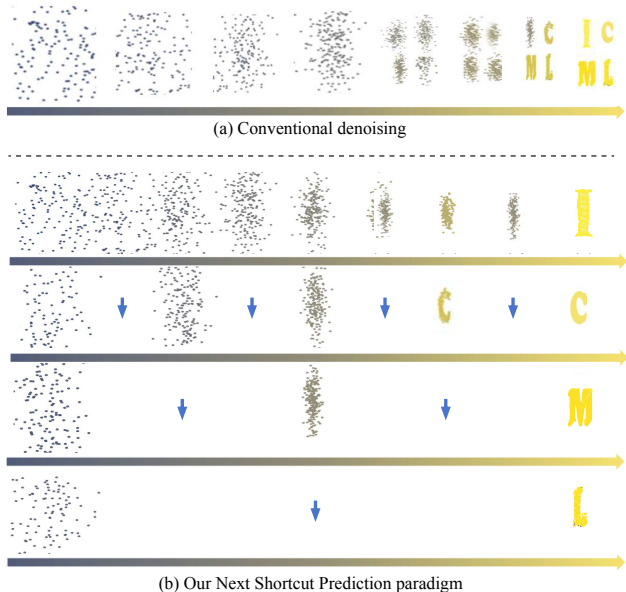 I C
M L
I C
M L
(a) Conventional denoising
I
C C
M
L
(b) Our Next Shortcut Prediction paradigm